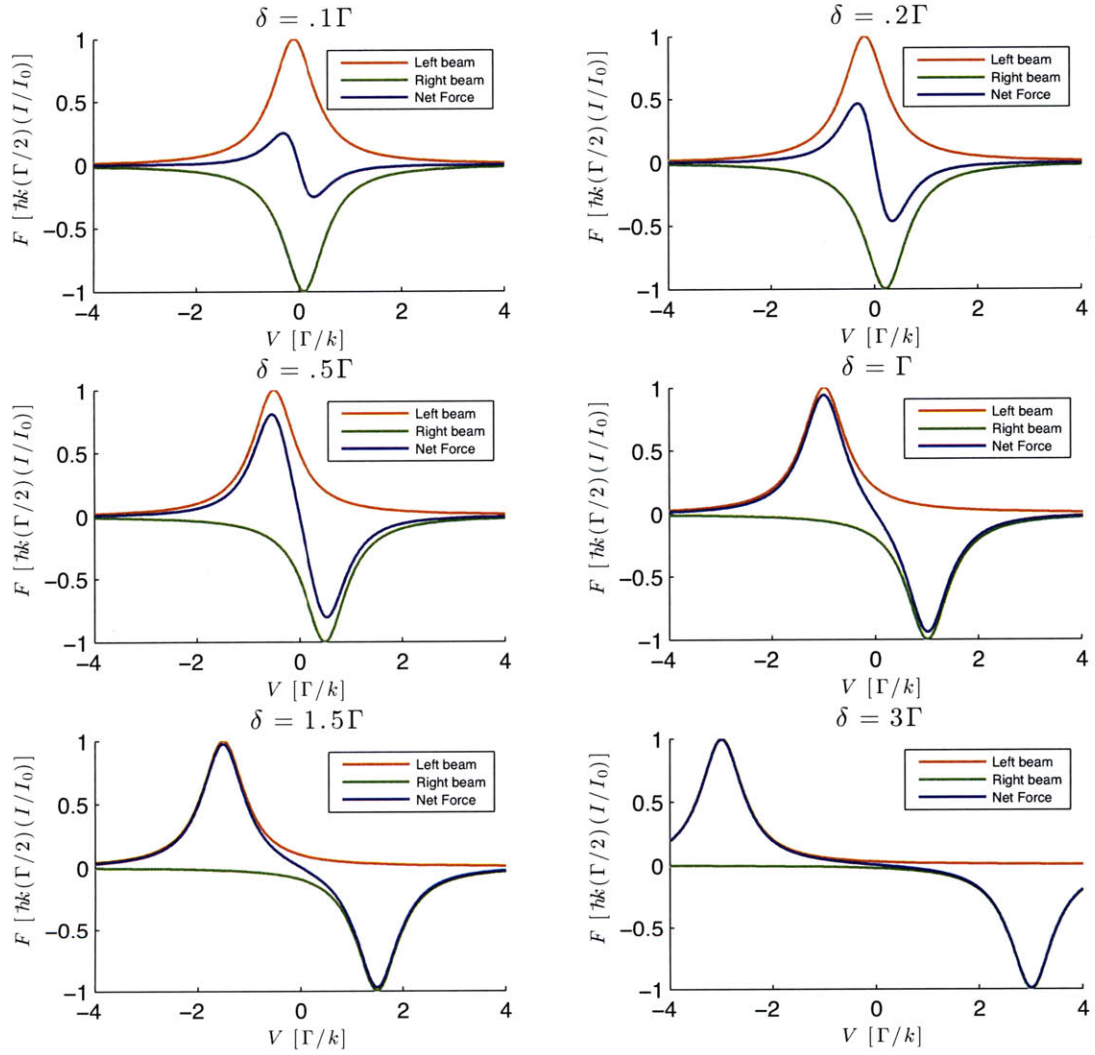 δ = .1Γ
1
0.5
0
−0.5
−1
F [ħk(Γ/2)(I/I₀)]
Left beam
Right beam
Net Force
−4 −2 0 2 4
V [Γ/k]
δ = .2Γ
1
0.5
0
−0.5
−1
F [ħk(Γ/2)(I/I₀)]
Left beam
Right beam
Net Force
−4 −2 0 2 4
V [Γ/k]
δ = .5Γ
1
0.5
0
−0.5
−1
F [ħk(Γ/2)(I/I₀)]
Left beam
Right beam
Net Force
−4 −2 0 2 4
V [Γ/k]
δ = Γ
1
0.5
0
−0.5
−1
F [ħk(Γ/2)(I/I₀)]
Left beam
Right beam
Net Force
−4 −2 0 2 4
V [Γ/k]
δ = 1.5Γ
1
0.5
0
−0.5
−1
F [ħk(Γ/2)(I/I₀)]
Left beam
Right beam
Net Force
−4 −2 0 2 4
V [Γ/k]
δ = 3Γ
1
0.5
0
−0.5
−1
F [ħk(Γ/2)(I/I₀)]
Left beam
Right beam
Net Force
−4 −2 0 2 4
V [Γ/k]